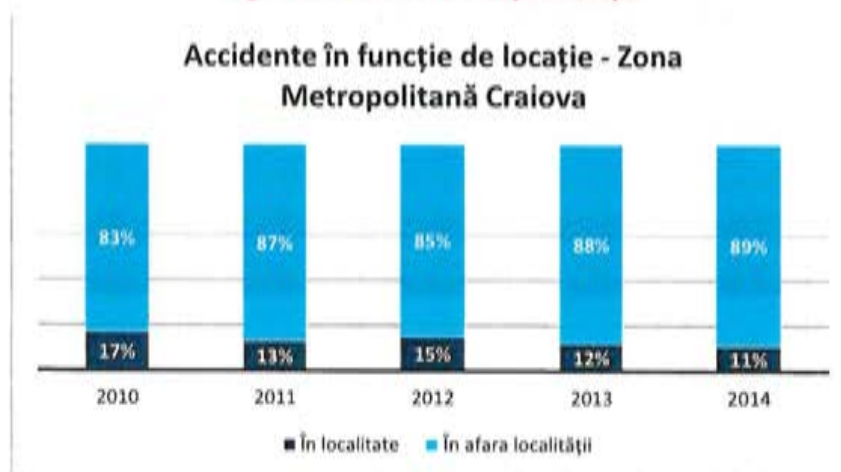 Accidente în funcție de locație - Zona
Metropolitană Craiova
83% 87% 85% 88% 89%
17% 13% 15% 12% 11%
2010 2011 2012 2013 2014
În localitate În afara localității